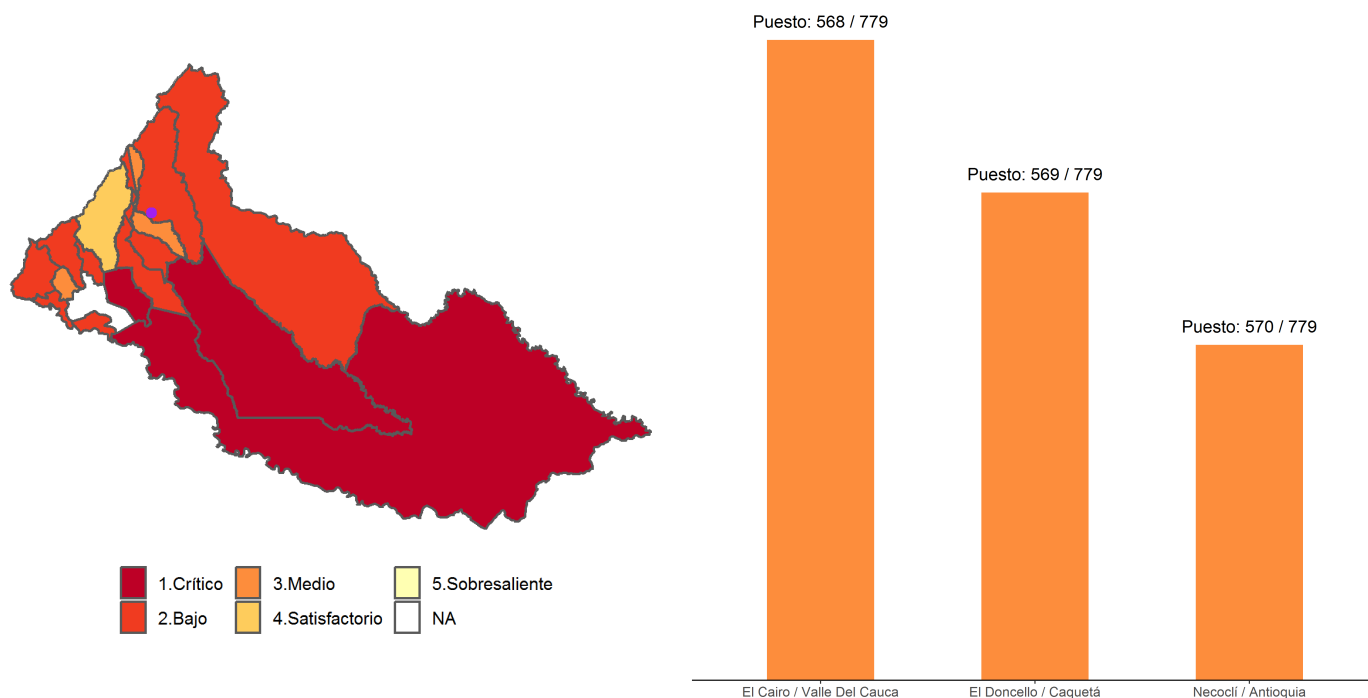 Puesto: 568 / 779
Puesto: 569 / 779
Puesto: 570 / 779
1.Crítico
3.Medio
5.Sobresaliente
2.Bajo
4.Satisfactorio
NA
El Cairo / Valle Del Cauca
El Doncello / Caquetá
Necoclí / Antioquia